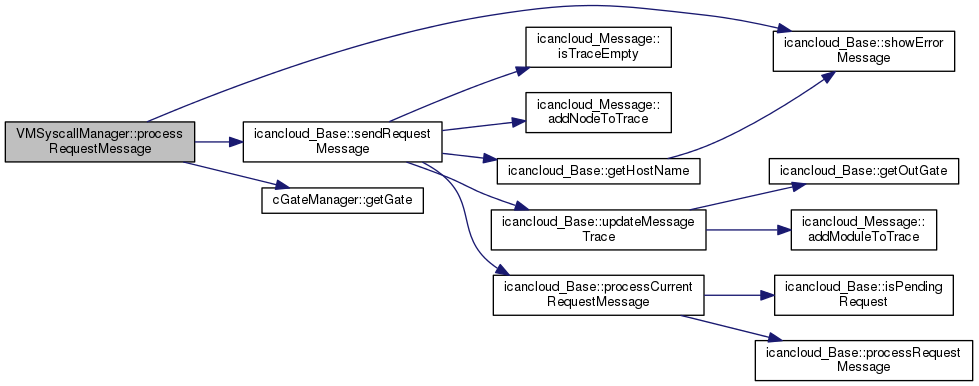 VMSyscallManager::process
RequestMessage
icancloud_Base::sendRequest
Message
cGateManager::getGate
icancloud_Message::
isTraceEmpty
icancloud_Message::
addNodeToTrace
icancloud_Base::getHostName
icancloud_Base::updateMessage
Trace
icancloud_Base::processCurrent
RequestMessage
icancloud_Base::showError
Message
icancloud_Base::getOutGate
icancloud_Message::
addModuleToTrace
icancloud_Base::isPending
Request
icancloud_Base::processRequest
Message